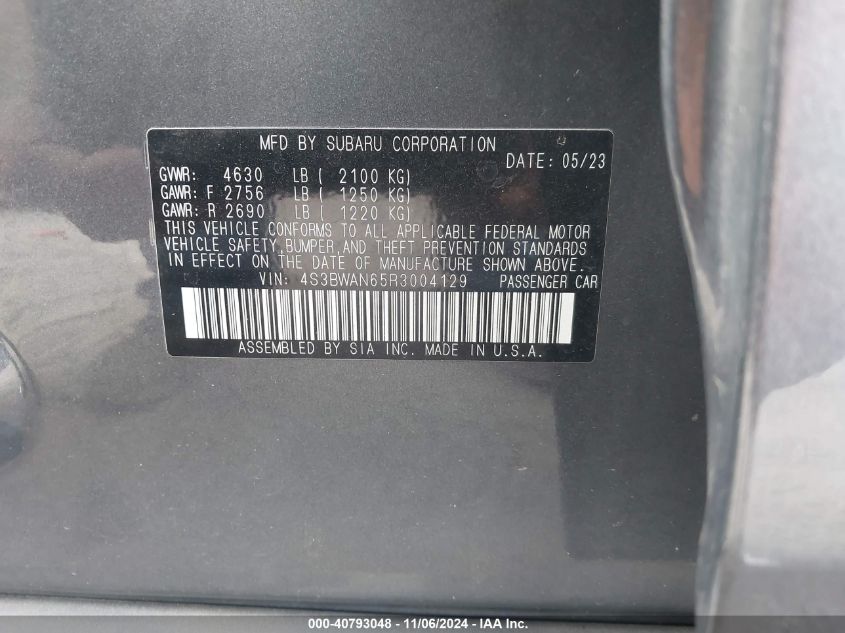 MFD BY SUBARU CORPORATION
DATE: 05/23
GVWR: 4630 LB ( 2100 KG)
GAWR: F 2756 LB ( 1250 KG)
GAWR: R 2690 LB ( 1220 KG)
THIS VEHICLE CONFORMS TO ALL APPLICABLE FEDERAL MOTOR
VEHICLE SAFETY, BUMPER, AND THEFT PREVENTION STANDARDS
IN EFFECT ON THE DATE OF MANUFACTURE SHOWN ABOVE.
VIN: 4S3BWAN65R3004129 PASSENGER CAR
ASSEMBLED BY SIA INC. MADE IN U.S.A.
000-40793048 - 11/06/2024 - IAA Inc.